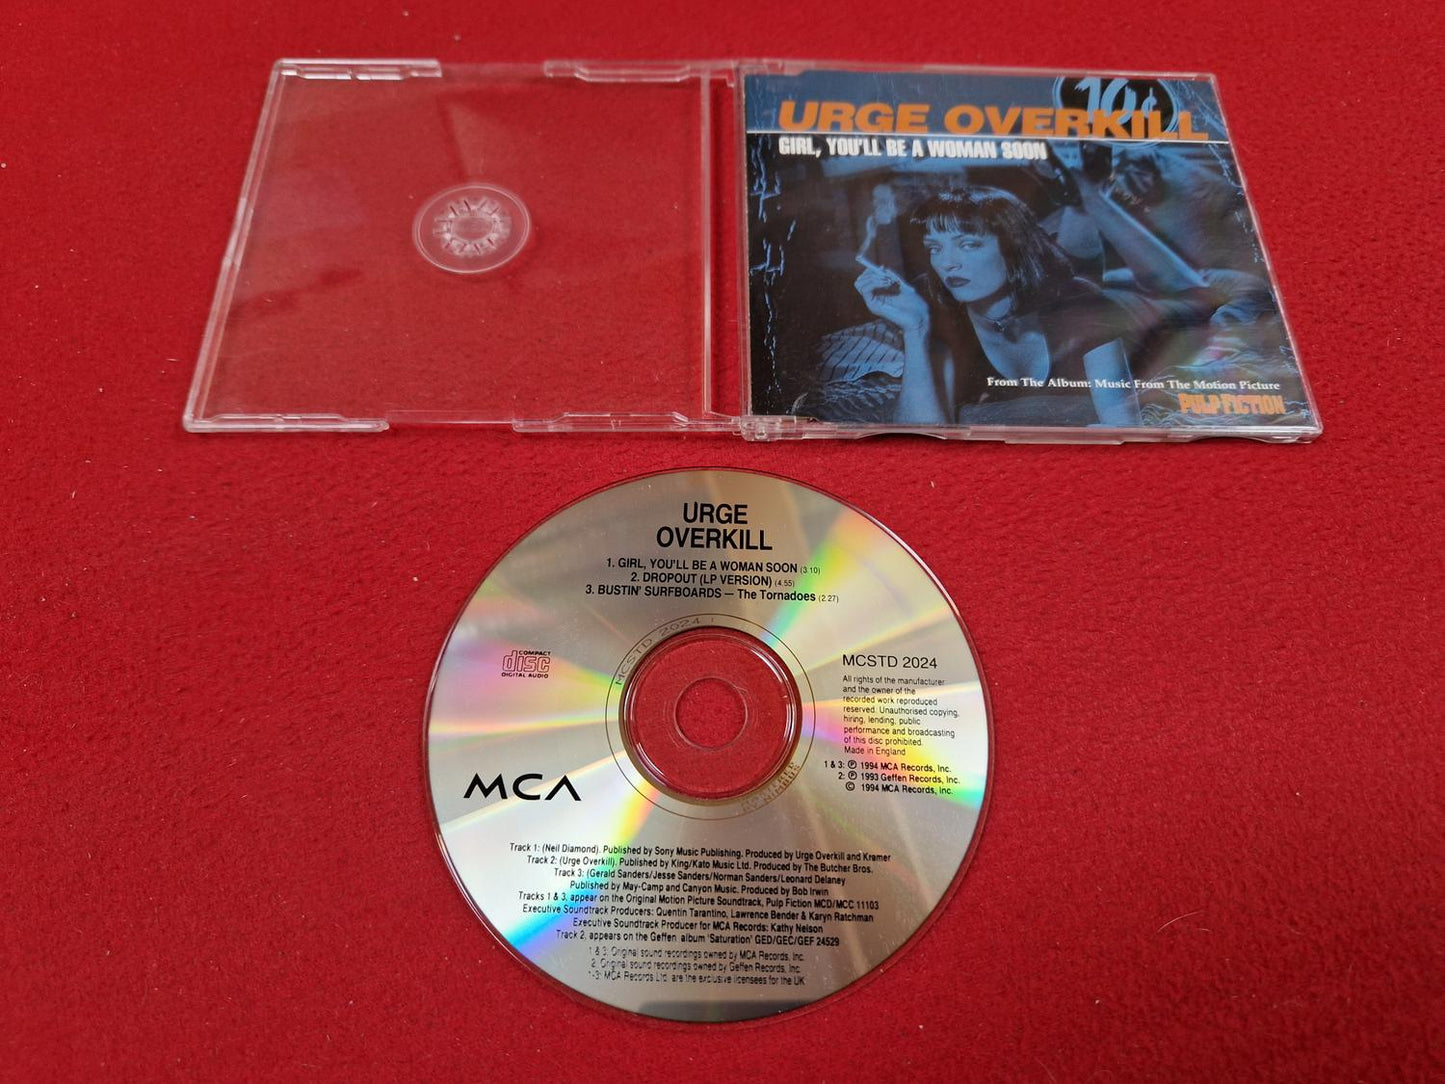 10¢
URGE OVERKILL
GIRL, YOU'LL BE A WOMAN SOON
From The Album: Music From The Motion Picture
PULP FICTION
URGE
OVERKILL
1. GIRL, YOU'LL BE A WOMAN SOON (3.10)
2. DROPOUT (LP VERSION) (4.55)
3. BUSTIN' SURFBOARDS — The Tornadoes (2.27)
MCSTD 2024
COMPACT
disc
DIGITAL AUDIO
MCSTD 2024
All rights of the manufacturer
and the owner of the
recorded work reproduced
reserved. Unauthorised copying,
hiring, lending, public
performance and broadcasting
of this disc prohibited.
Made in England
1 & 3: ℗ 1994 MCA Records, Inc.
2: ℗ 1993 Geffen Records, Inc.
© 1994 MCA Records, Inc.
MCA
Track 1: (Neil Diamond). Published by Sony Music Publishing. Produced by Urge Overkill and Kramer
Track 2: (Urge Overkill). Published by King/Kato Music Ltd. Produced by The Butcher Bros.
Track 3: (Gerald Sanders/Jesse Sanders/Norman Sanders/Leonard Delaney
Published by May-Camp and Canyon Music. Produced by Bob Irwin
Tracks 1 & 3, appear on the Original Motion Picture Soundtrack, Pulp Fiction MCD/MCC 11103
Executive Soundtrack Producers: Quentin Tarantino, Lawrence Bender & Karyn Rachtman
Executive Soundtrack Producer for MCA Records: Kathy Nelson
Track 2, appears on the Geffen album 'Saturation' GED/GEC/GEF 24529
1 & 3: Original sound recordings owned by MCA Records, Inc.
2. Original sound recordings owned by Geffen Records, Inc.
1-3: MCA Records Ltd. are the exclusive licensees for the UK